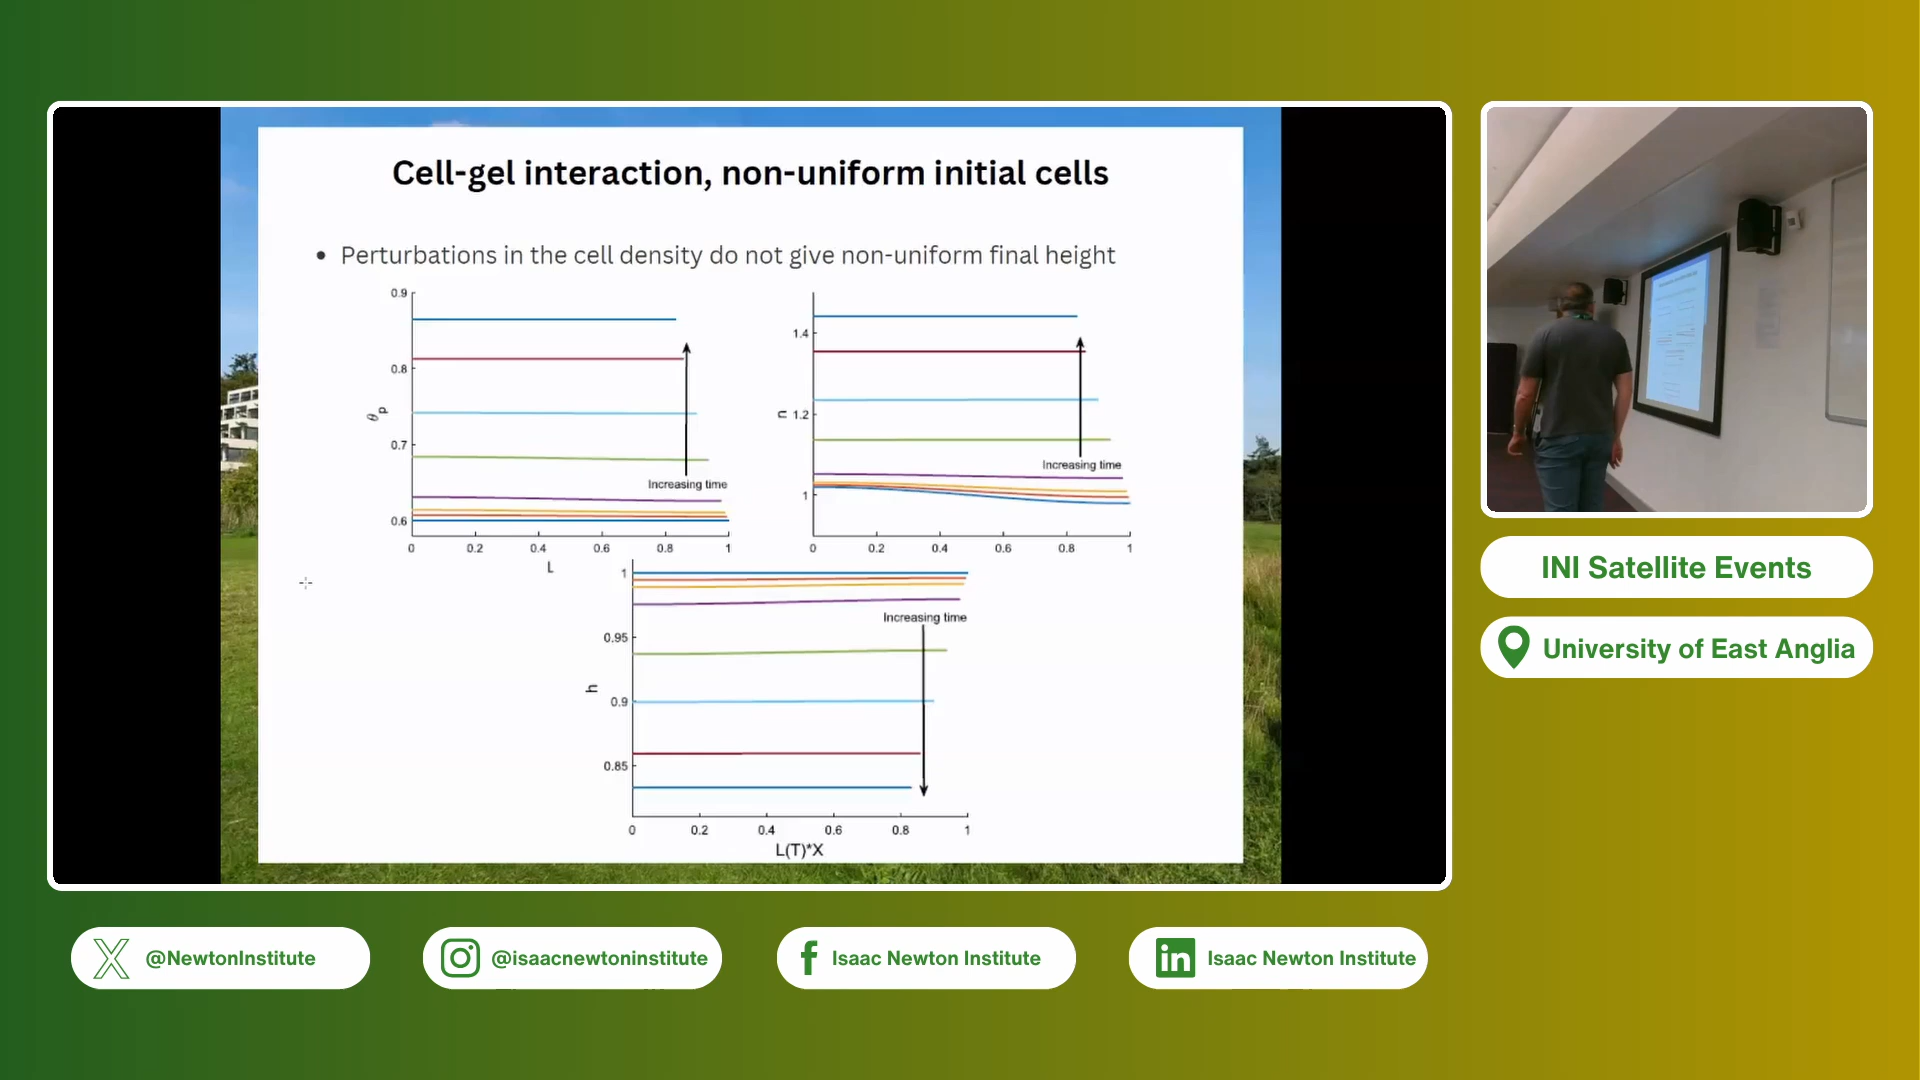 Cell-gel interaction, non-uniform initial cells
• Perturbations in the cell density do not give non-uniform final height
0.9
0.8
0.7
0.6
θp
Increasing time
0 0.2 0.4 0.6 0.8 1
L
1.4
1.2
1
n
Increasing time
0 0.2 0.4 0.6 0.8 1
1
0.95
0.9
0.85
h
Increasing time
0 0.2 0.4 0.6 0.8 1
L(T)*X
INI Satellite Events
University of East Anglia
@NewtonInstitute
@isaacnewtoninstitute
Isaac Newton Institute
Isaac Newton Institute